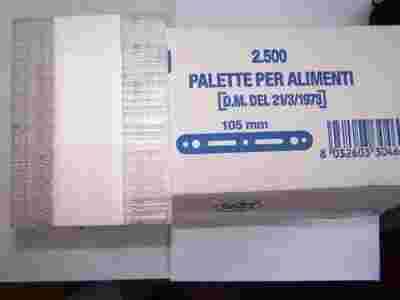 2.500
PALETTE PER ALIMENTI
[D.M. DEL 21/3/1973]
105 mm
8 032603 3046